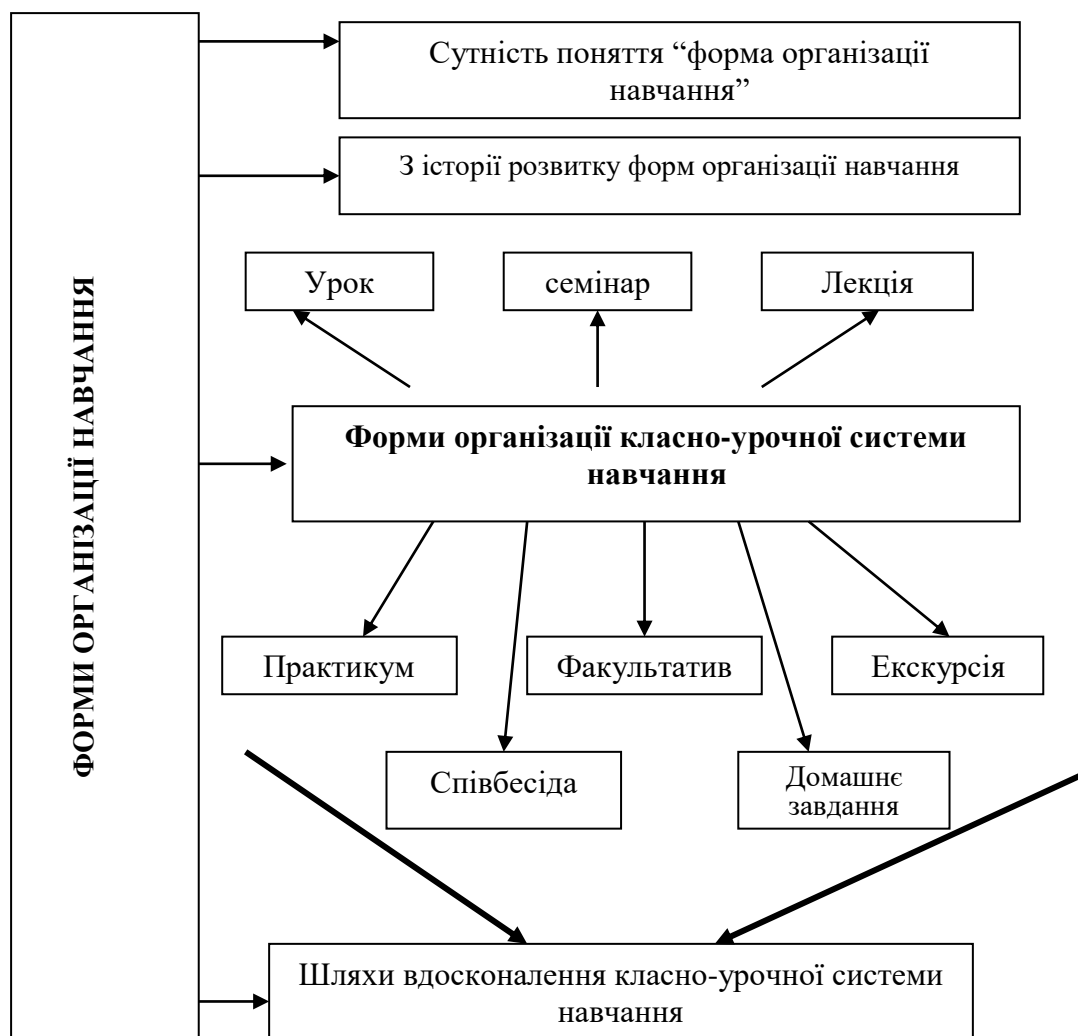 ФОРМИ ОРГАНІЗАЦІЇ НАВЧАННЯ
Сутність поняття “форма організації
навчання”
З історії розвитку форм організації навчання
Урок
семінар
Лекція
Форми організації класно-урочної системи
навчання
Практикум
Факультатив
Екскурсія
Співбесіда
Домашнє
завдання
Шляхи вдосконалення класно-урочної системи
навчання